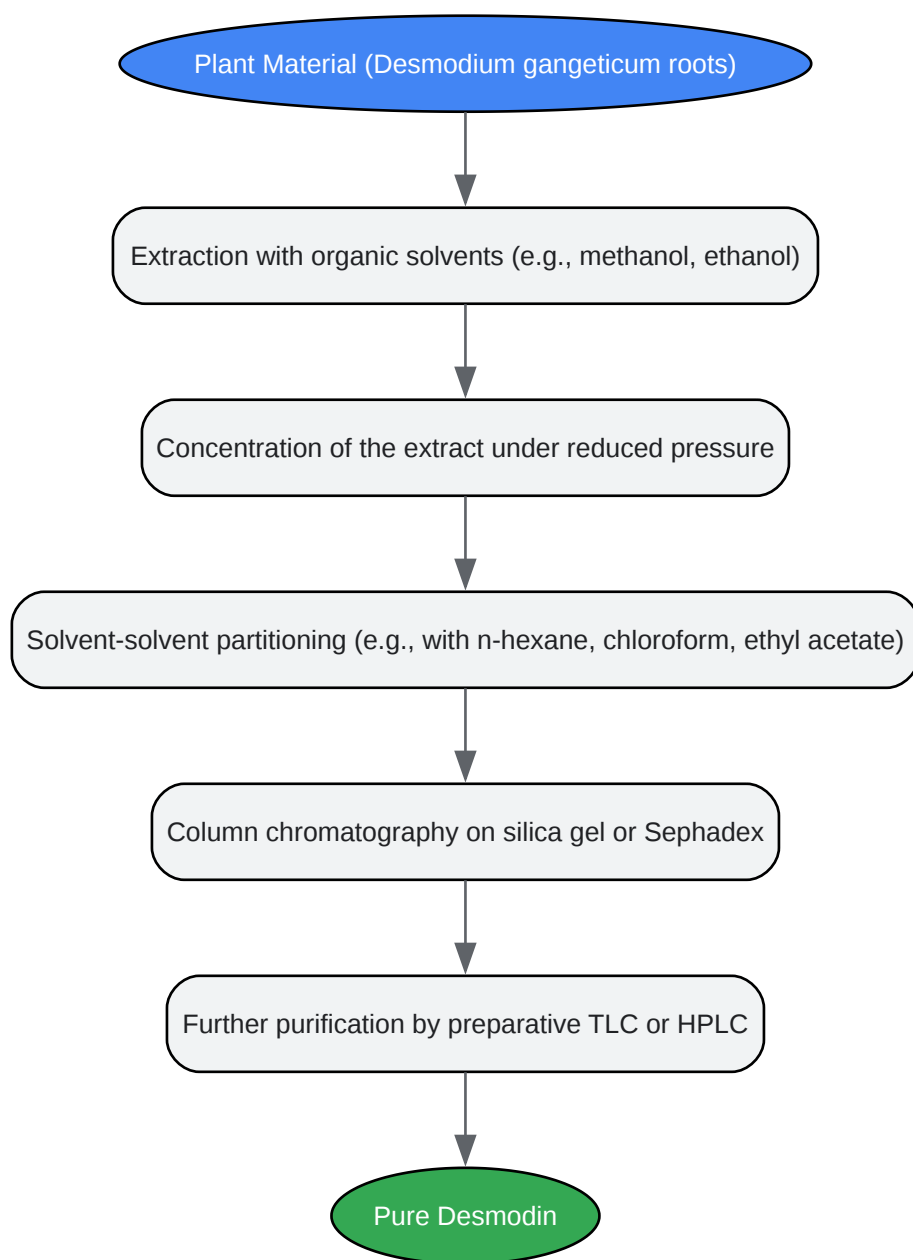 Plant Material (Desmodium gangeticum roots)
Extraction with organic solvents (e.g., methanol, ethanol)
Concentration of the extract under reduced pressure
Solvent-solvent partitioning (e.g., with n-hexane, chloroform, ethyl acetate)
Column chromatography on silica gel or Sephadex
Further purification by preparative TLC or HPLC
Pure Desmodin